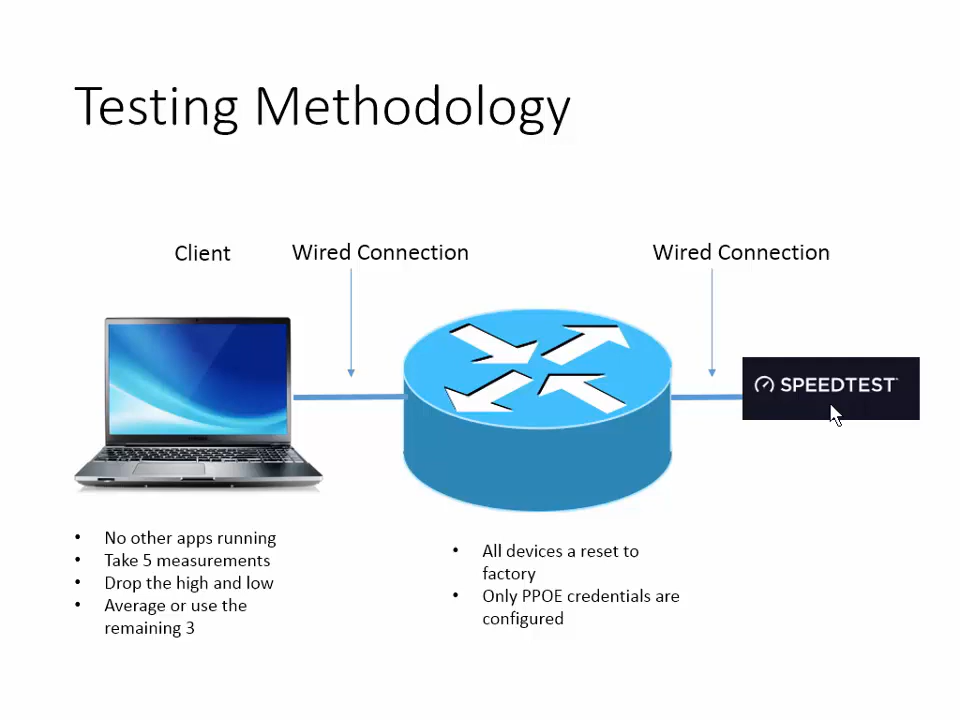 Testing Methodology
Client
Wired Connection
Wired Connection
SPEEDTEST
• No other apps running
• Take 5 measurements
• Drop the high and low
• Average or use the
remaining 3
• All devices a reset to
factory
• Only PPOE credentials are
configured